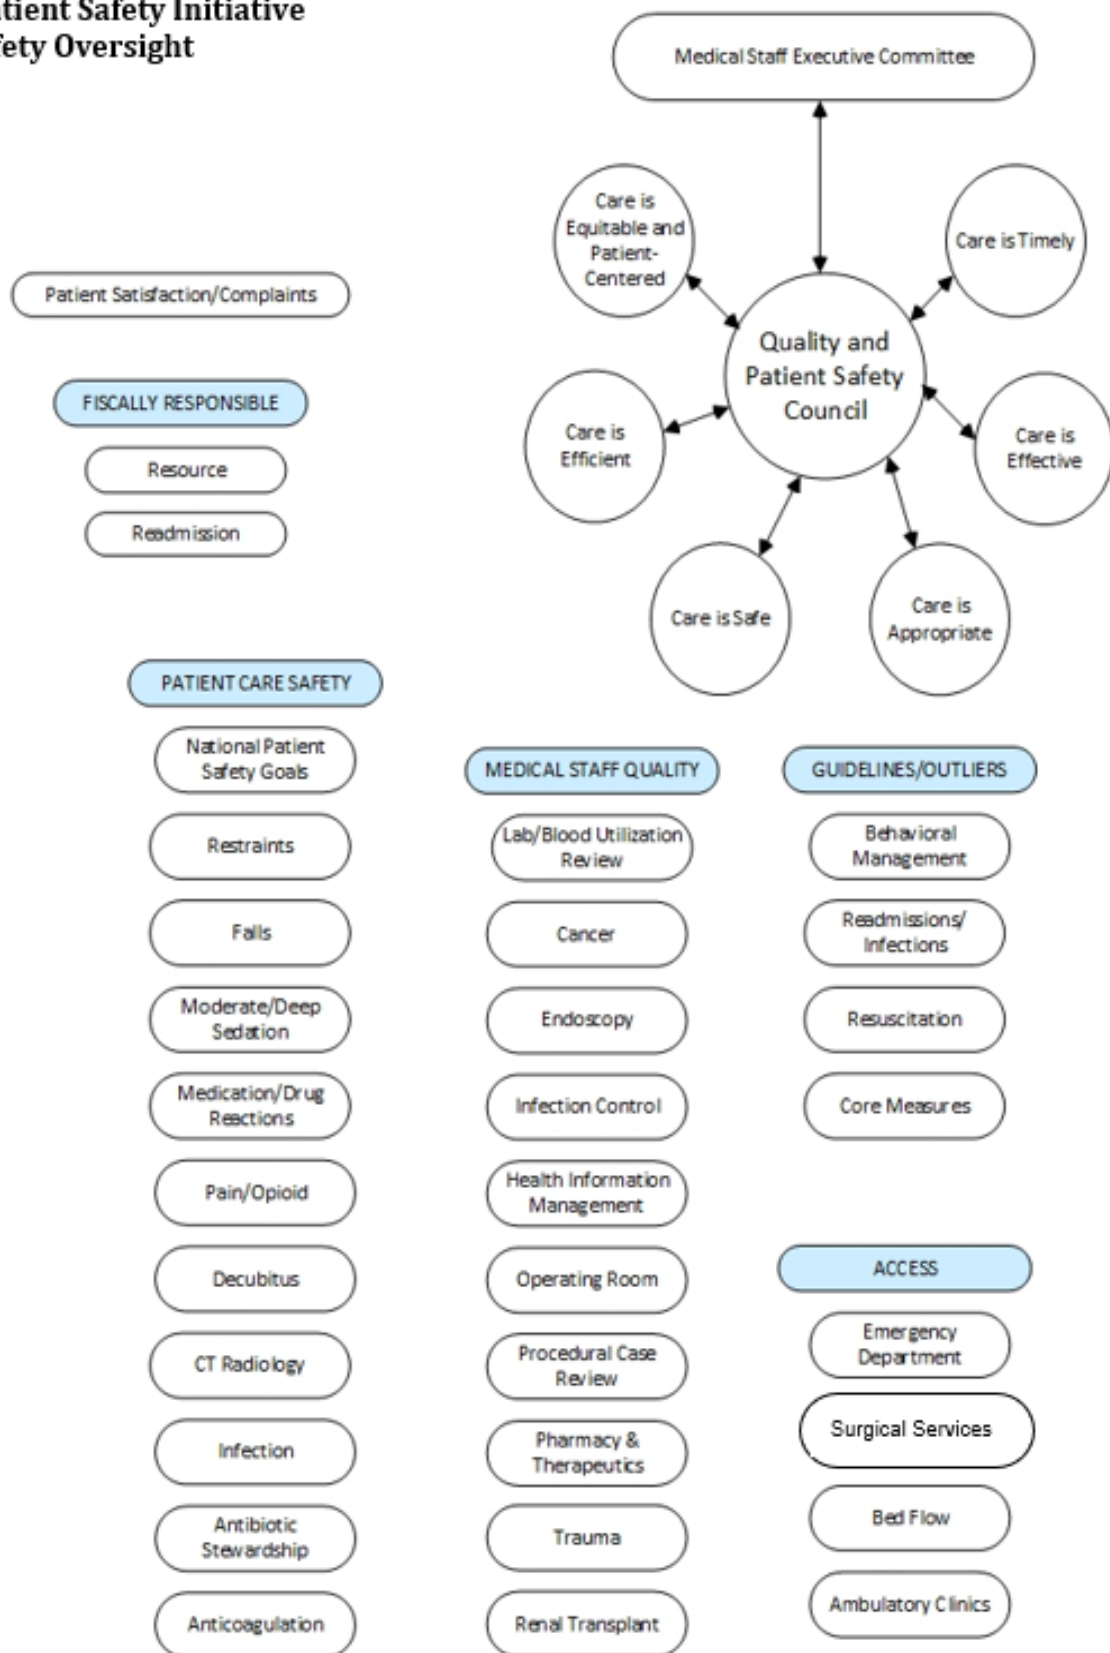 tient Safety Initiative
fety Oversight
Medical Staff Executive Committee
Care is
Equitable and
Patient-
Centered
Care is Timely
Quality and
Patient Safety
Council
Care is
Efficient
Care is
Effective
Care is Safe
Care is
Appropriate
Patient Satisfaction/Complaints
FISCALLY RESPONSIBLE
Resource
Readmission
PATIENT CARE SAFETY
National Patient
Safety Goals
Restraints
Falls
Moderate/Deep
Sedation
Medication/Drug
Reactions
Pain/Opioid
Decubitus
CT Radiology
Infection
Antibiotic
Stewardship
Anticoagulation
MEDICAL STAFF QUALITY
Lab/Blood Utilization
Review
Cancer
Endoscopy
Infection Control
Health Information
Management
Operating Room
Procedural Case
Review
Pharmacy &
Therapeutics
Trauma
Renal Transplant
GUIDELINES/OUTLIERS
Behavioral
Management
Readmissions/
Infections
Resuscitation
Core Measures
ACCESS
Emergency
Department
Surgical Services
Bed Flow
Ambulatory Clinics